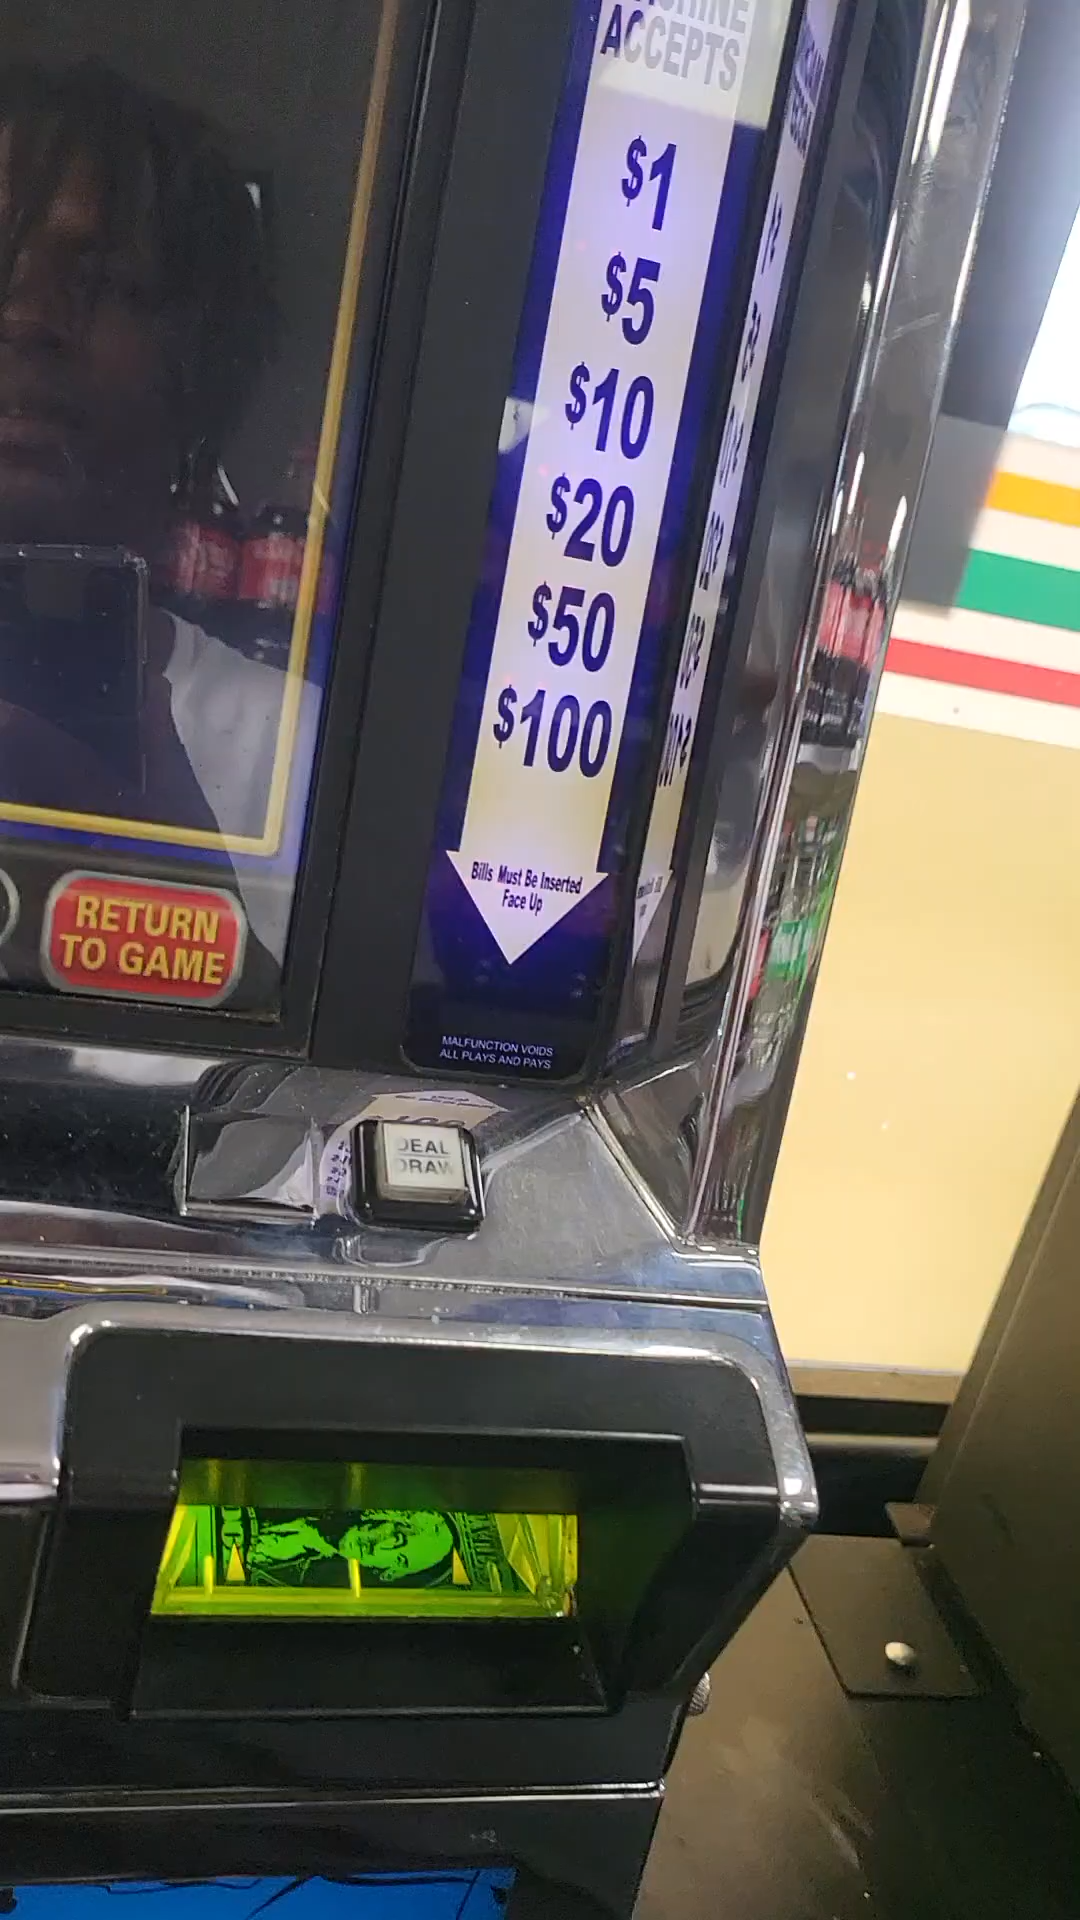 ACCEPTS
$1
$5
$10
$20
$50
$100
Bills Must Be Inserted
Face Up
RETURN
TO GAME
MALFUNCTION VOIDS
ALL PLAYS AND PAYS
DEAL
DRAW